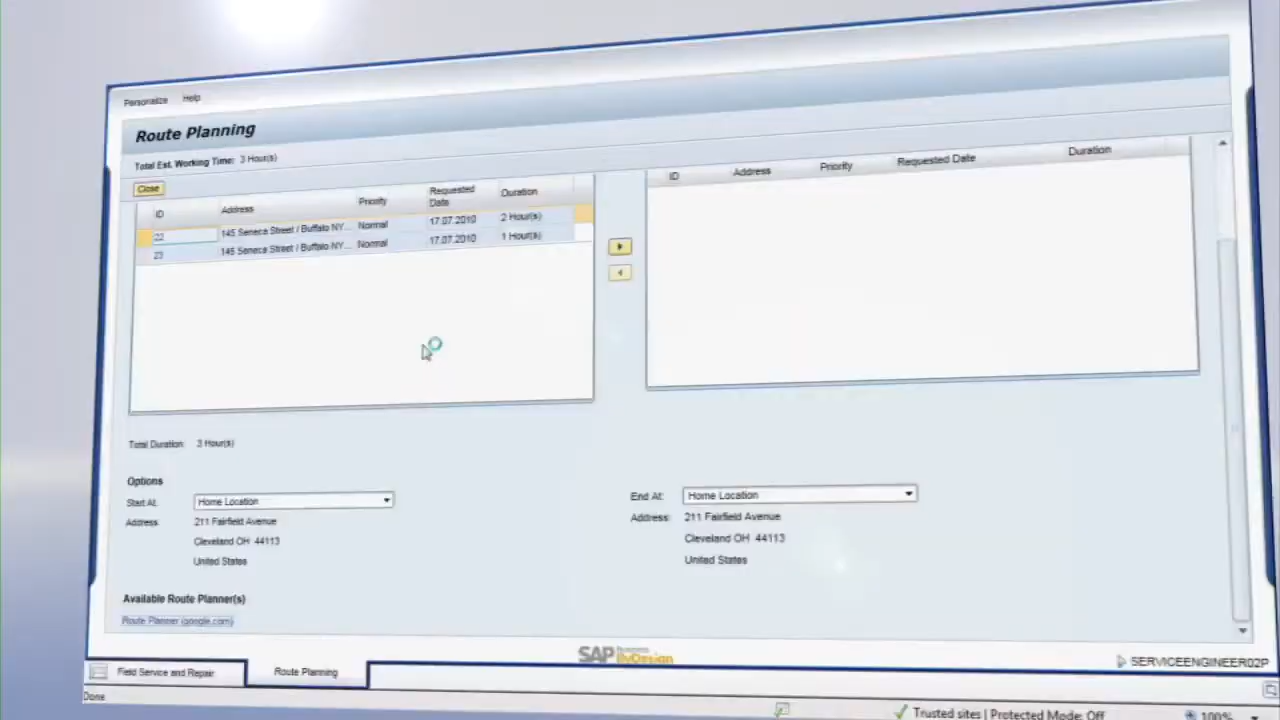 Personalize Help
Route Planning
Total Est. Working Time: 3 Hour(s)
Close
ID Address Priority Requested Date Duration
22 145 Seneca Street / Buffalo NY... Normal 17.07.2010 2 Hour(s)
23 145 Seneca Street / Buffalo NY... Normal 17.07.2010 1 Hour(s)
ID Address Priority Requested Date Duration
Total Duration: 3 Hour(s)
Options
Start At: Home Location
Address 211 Fairfield Avenue
Cleveland OH 44113
United States
End At: Home Location
Address: 211 Fairfield Avenue
Cleveland OH 44113
United States
Available Route Planner(s)
Route Planner (google.com)
SAP Business ByDesign
SERVICEENGINEER02P
Field Service and Repair Route Planning
Done
Trusted sites | Protected Mode: Off 100%